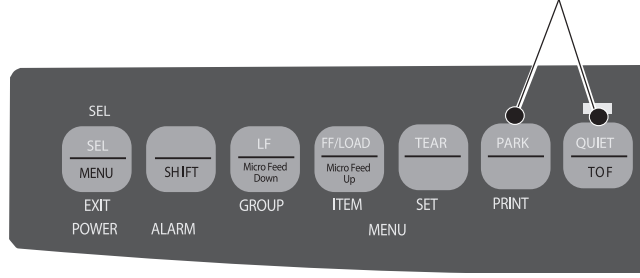 SEL
SEL
MENU
SHIFT
LF
Micro Feed
Down
FF/LOAD
Micro Feed
Up
TEAR
PARK
QUIET
TOF
EXIT
GROUP
ITEM
SET
PRINT
POWER
ALARM
MENU